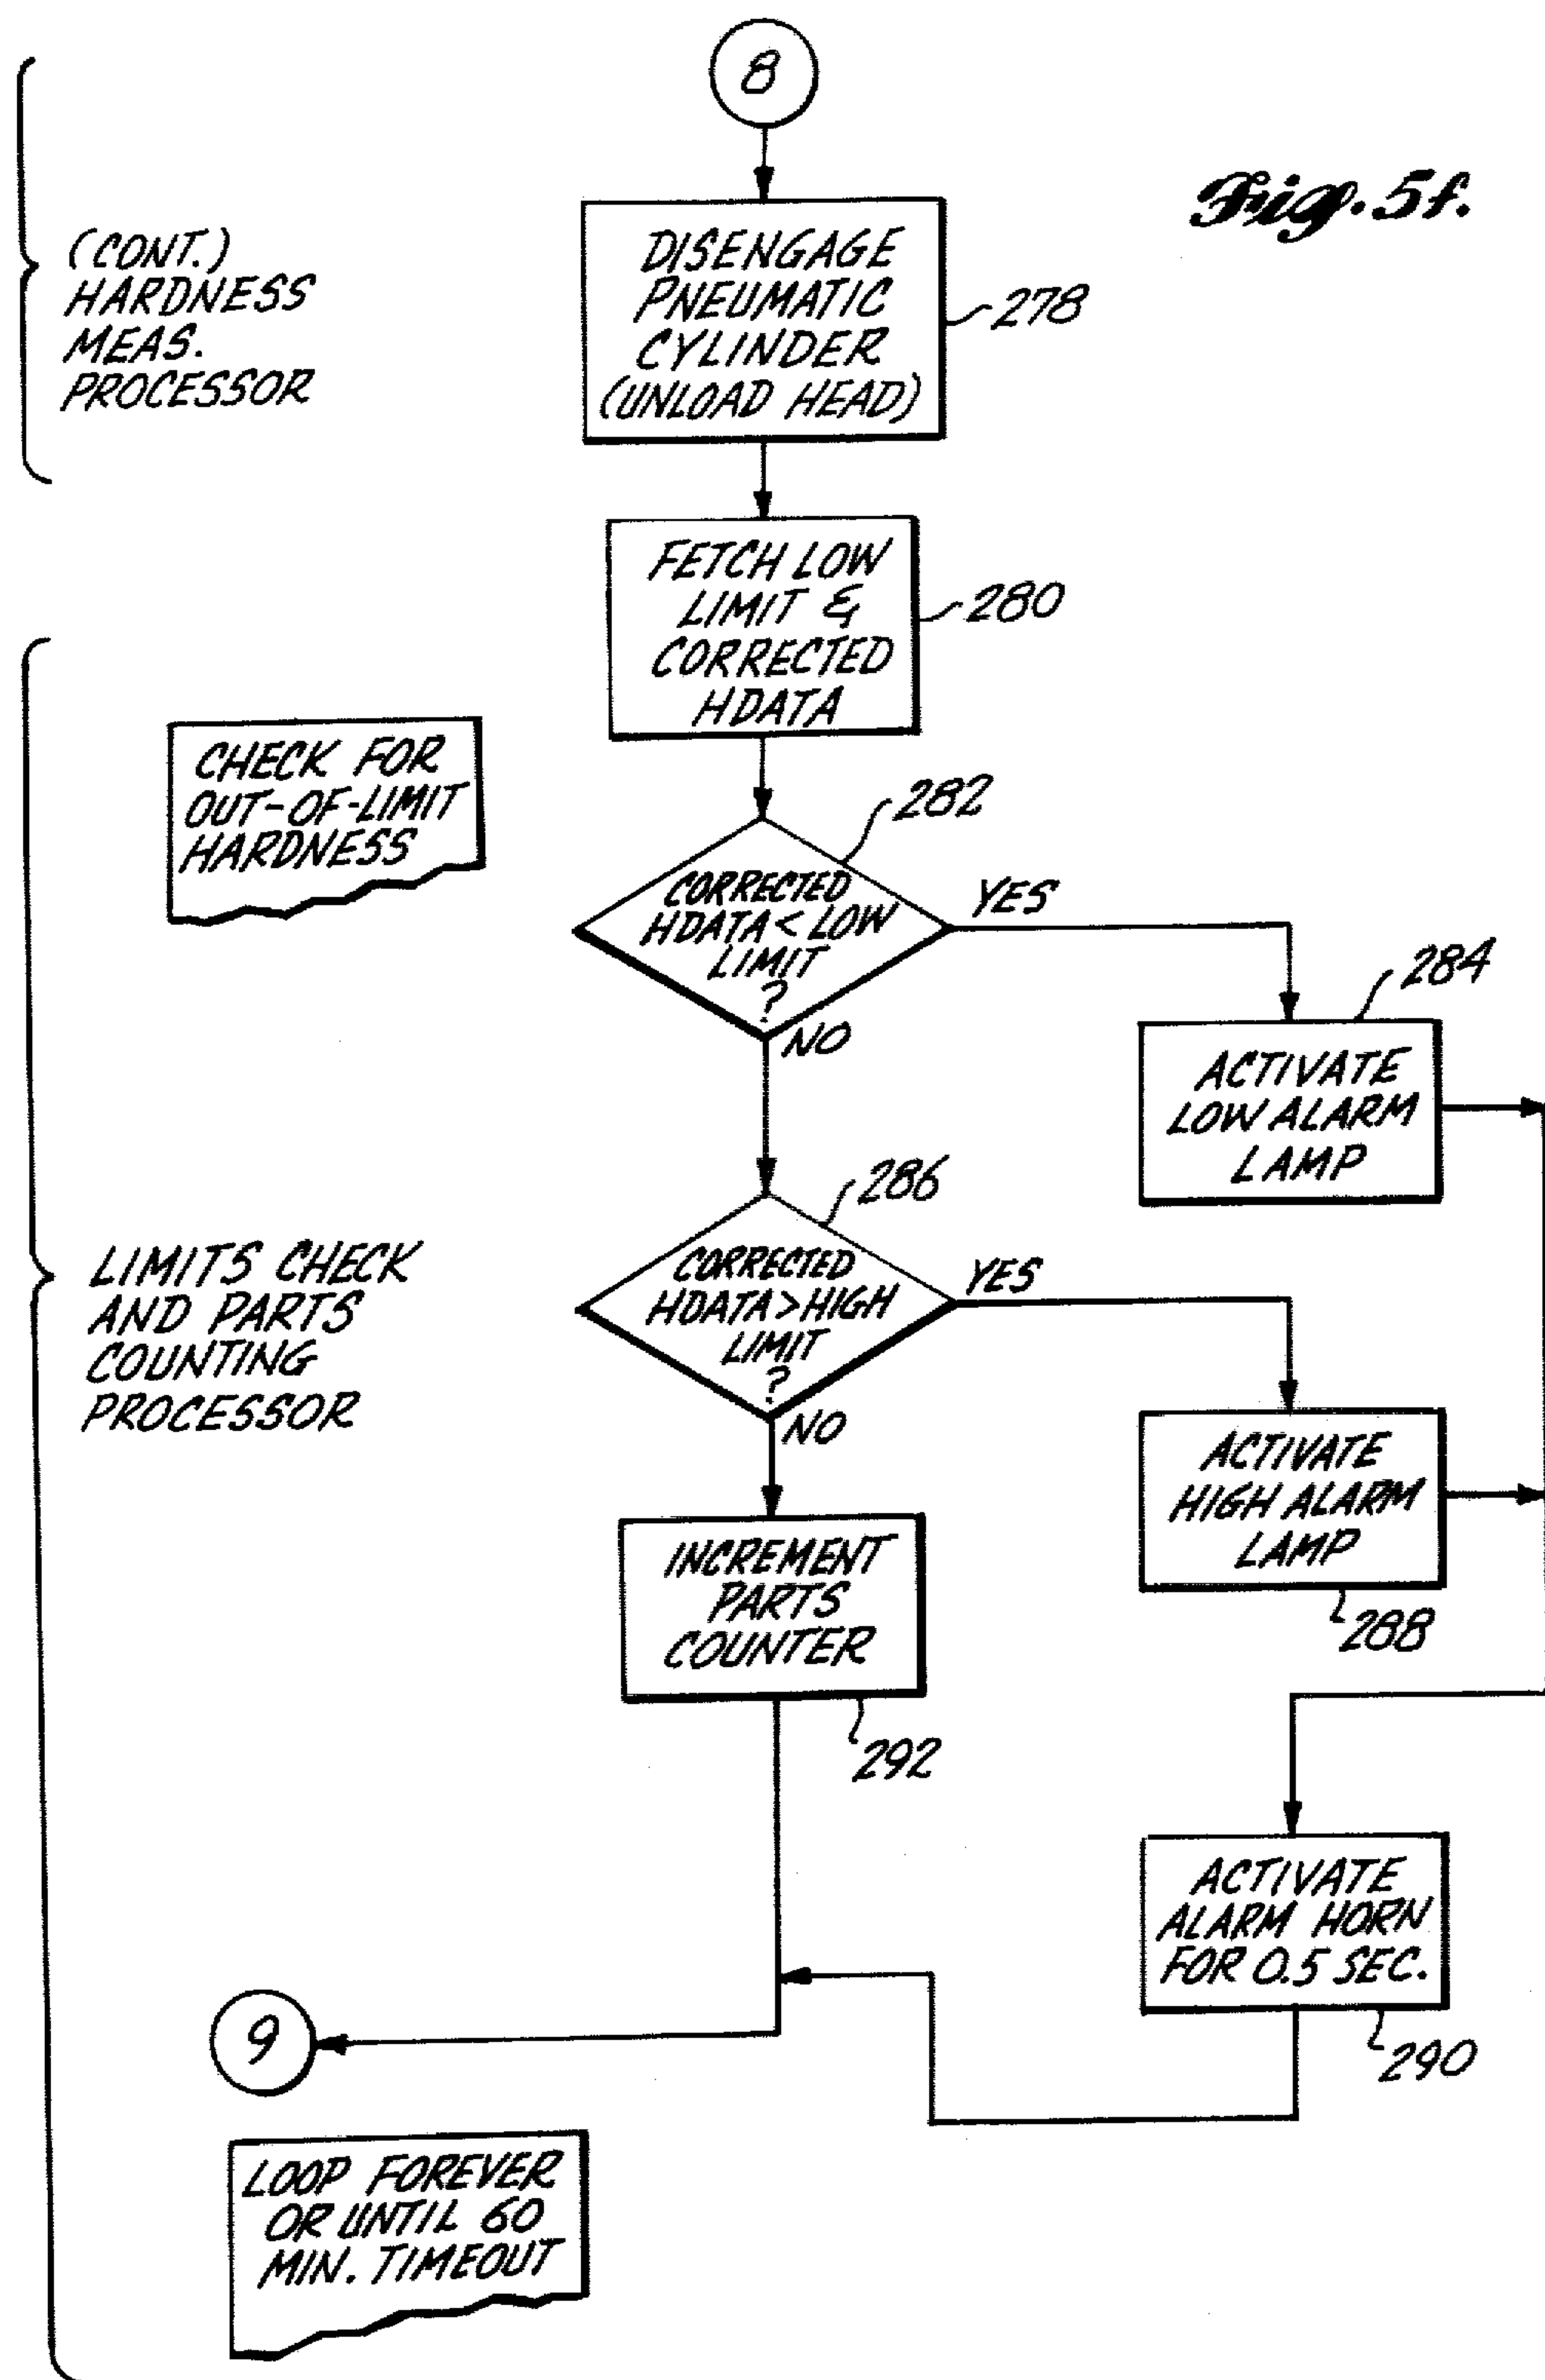 8
Fig. 5f.
(CONT.)
HARDNESS
MEAS.
PROCESSOR
DISENGAGE
PNEUMATIC
CYLINDER
(UNLOAD HEAD)
278
FETCH LOW
LIMIT &
CORRECTED
HDATA
280
CHECK FOR
OUT-OF-LIMIT
HARDNESS
282
CORRECTED
HDATA < LOW
LIMIT
?
YES
NO
284
ACTIVATE
LOW ALARM
LAMP
286
CORRECTED
HDATA > HIGH
LIMIT
?
YES
NO
LIMITS CHECK
AND PARTS
COUNTING
PROCESSOR
ACTIVATE
HIGH ALARM
LAMP
288
INCREMENT
PARTS
COUNTER
292
ACTIVATE
ALARM HORN
FOR 0.5 SEC.
290
9
LOOP FOREVER
OR UNTIL 60
MIN. TIMEOUT